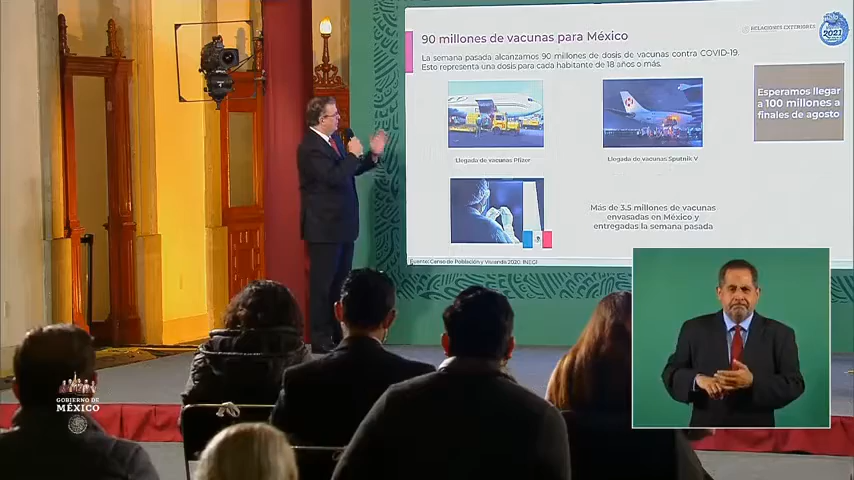 90 millones de vacunas para México
RELACIONES EXTERIORES
2021
La semana pasada alcanzamos 90 millones de dosis de vacunas contra COVID-19.
Esto representa una dosis para cada habitante de 18 años o más.
Esperamos llegar
a 100 millones a
finales de agosto
Llegada de vacunas Pfizer
Llegada de vacunas Sputnik V
Más de 3.5 millones de vacunas
envasadas en México y
entregadas la semana pasada
Fuente: Censo de Población y Vivienda 2020. INEGI
GOBIERNO DE
MÉXICO